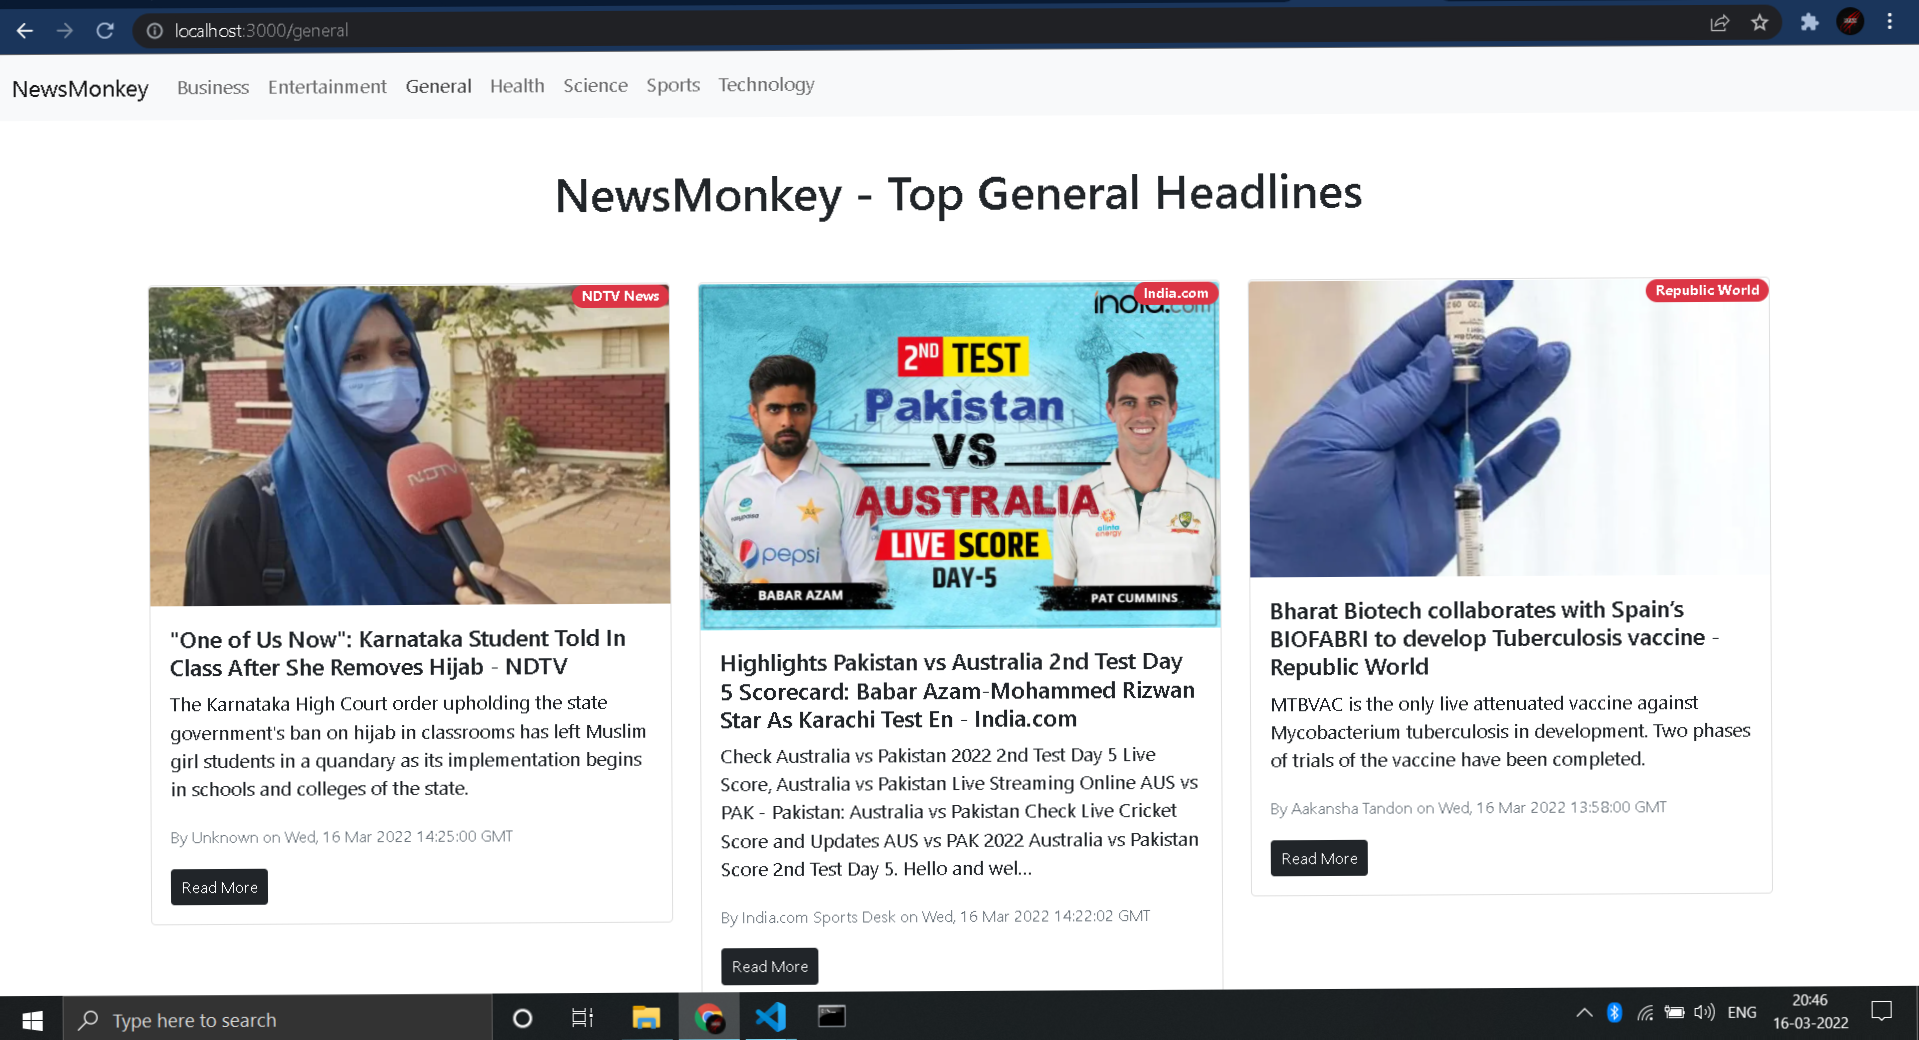 localhost:3000/general
NewsMonkey Business Entertainment General Health Science Sports Technology
NewsMonkey - Top General Headlines
NDTV News
NDTV
"One of Us Now": Karnataka Student Told In
Class After She Removes Hijab - NDTV
The Karnataka High Court order upholding the state
government's ban on hijab in classrooms has left Muslim
girl students in a quandary as its implementation begins
in schools and colleges of the state.
By Unknown on Wed, 16 Mar 2022 14:25:00 GMT
Read More
India.com
india.com
2ND TEST
Pakistan
VS
AUSTRALIA
LIVE SCORE
DAY-5
pepsi
alinta
energy
BABAR AZAM
PAT CUMMINS
Highlights Pakistan vs Australia 2nd Test Day
5 Scorecard: Babar Azam-Mohammed Rizwan
Star As Karachi Test En - India.com
Check Australia vs Pakistan 2022 2nd Test Day 5 Live
Score, Australia vs Pakistan Live Streaming Online AUS vs
PAK - Pakistan: Australia vs Pakistan Check Live Cricket
Score and Updates AUS vs PAK 2022 Australia vs Pakistan
Score 2nd Test Day 5. Hello and wel...
By India.com Sports Desk on Wed, 16 Mar 2022 14:22:02 GMT
Read More
Republic World
Bharat Biotech collaborates with Spain’s
BIOFABRI to develop Tuberculosis vaccine -
Republic World
MTBVAC is the only live attenuated vaccine against
Mycobacterium tuberculosis in development. Two phases
of trials of the vaccine have been completed.
By Aakansha Tandon on Wed, 16 Mar 2022 13:58:00 GMT
Read More
Type here to search
ENG
20:46
16-03-2022